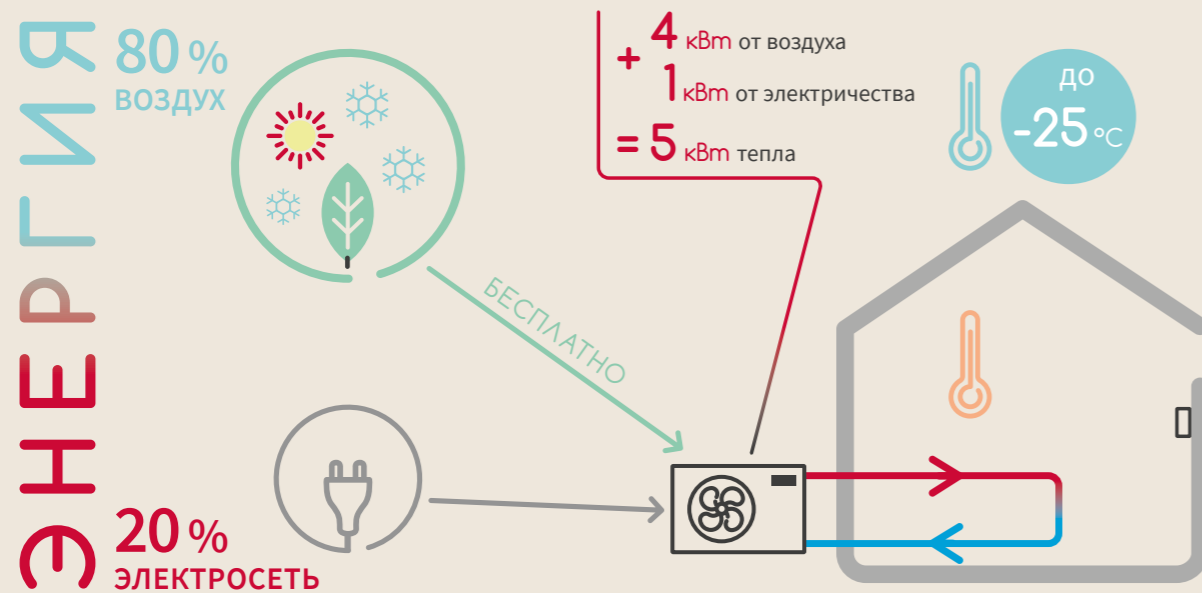 ЭНЕРГИЯ
80 %
ВОЗДУХ
+ 4 кВт от воздуха
1 кВт от электричества
= 5 кВт тепла
до
-25 °C
БЕСПЛАТНО
20 %
ЭЛЕКТРОСЕТЬ